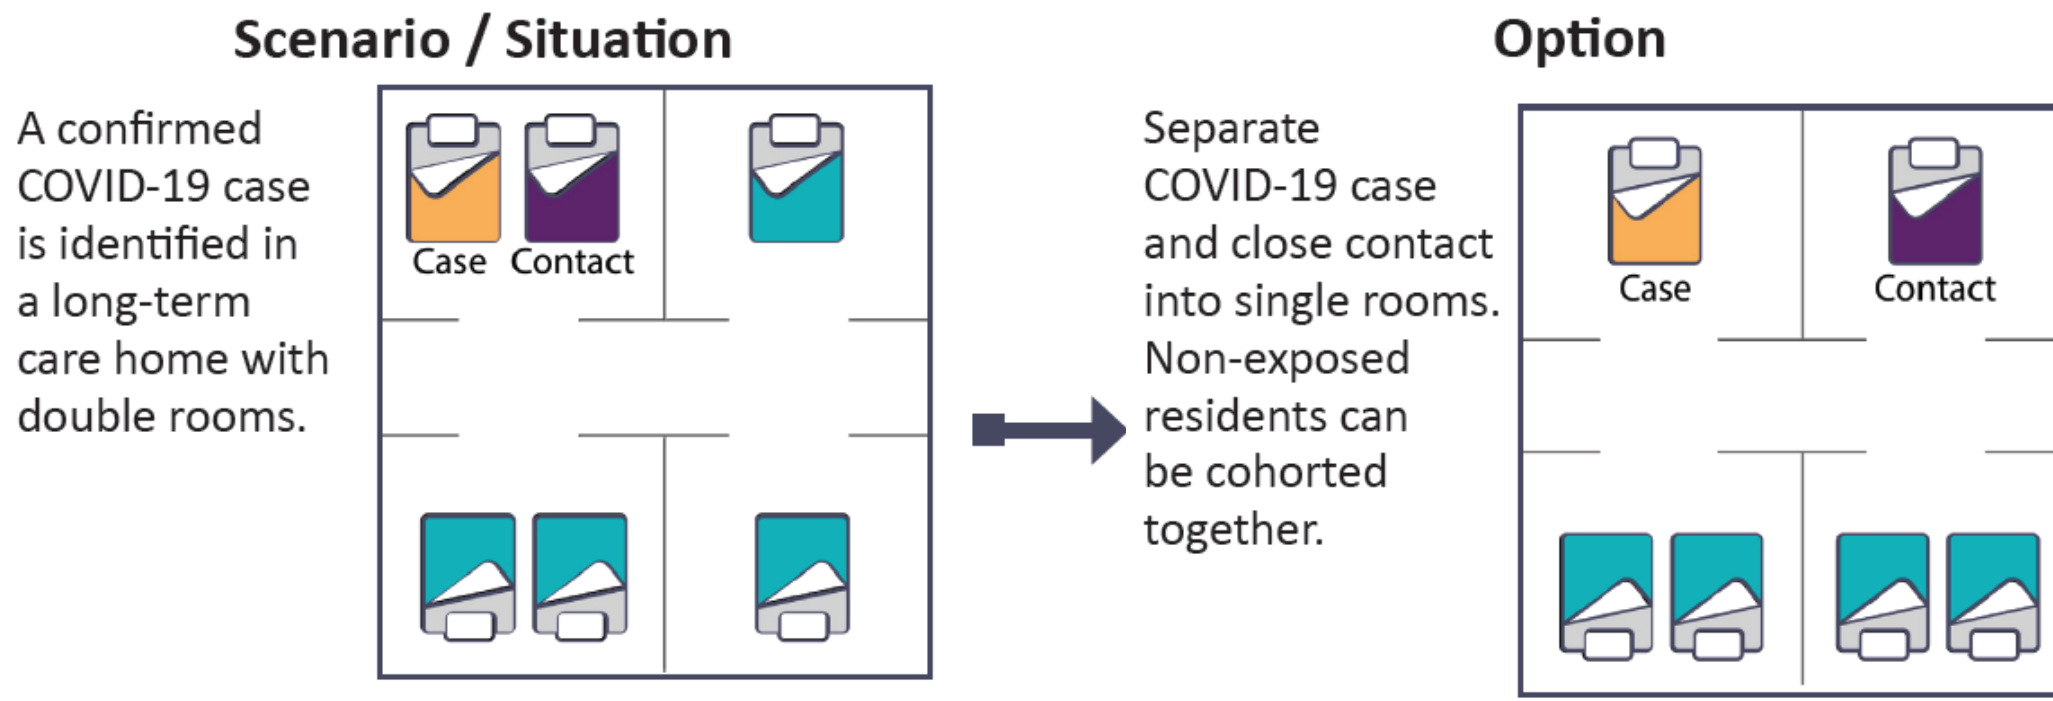 Scenario / Situation
A confirmed
COVID-19 case
is identified in
a long-term
care home with
double rooms.
Case Contact
Option
Separate
COVID-19 case
and close contact
into single rooms.
Non-exposed
residents can
be cohorted
together.
Case Contact